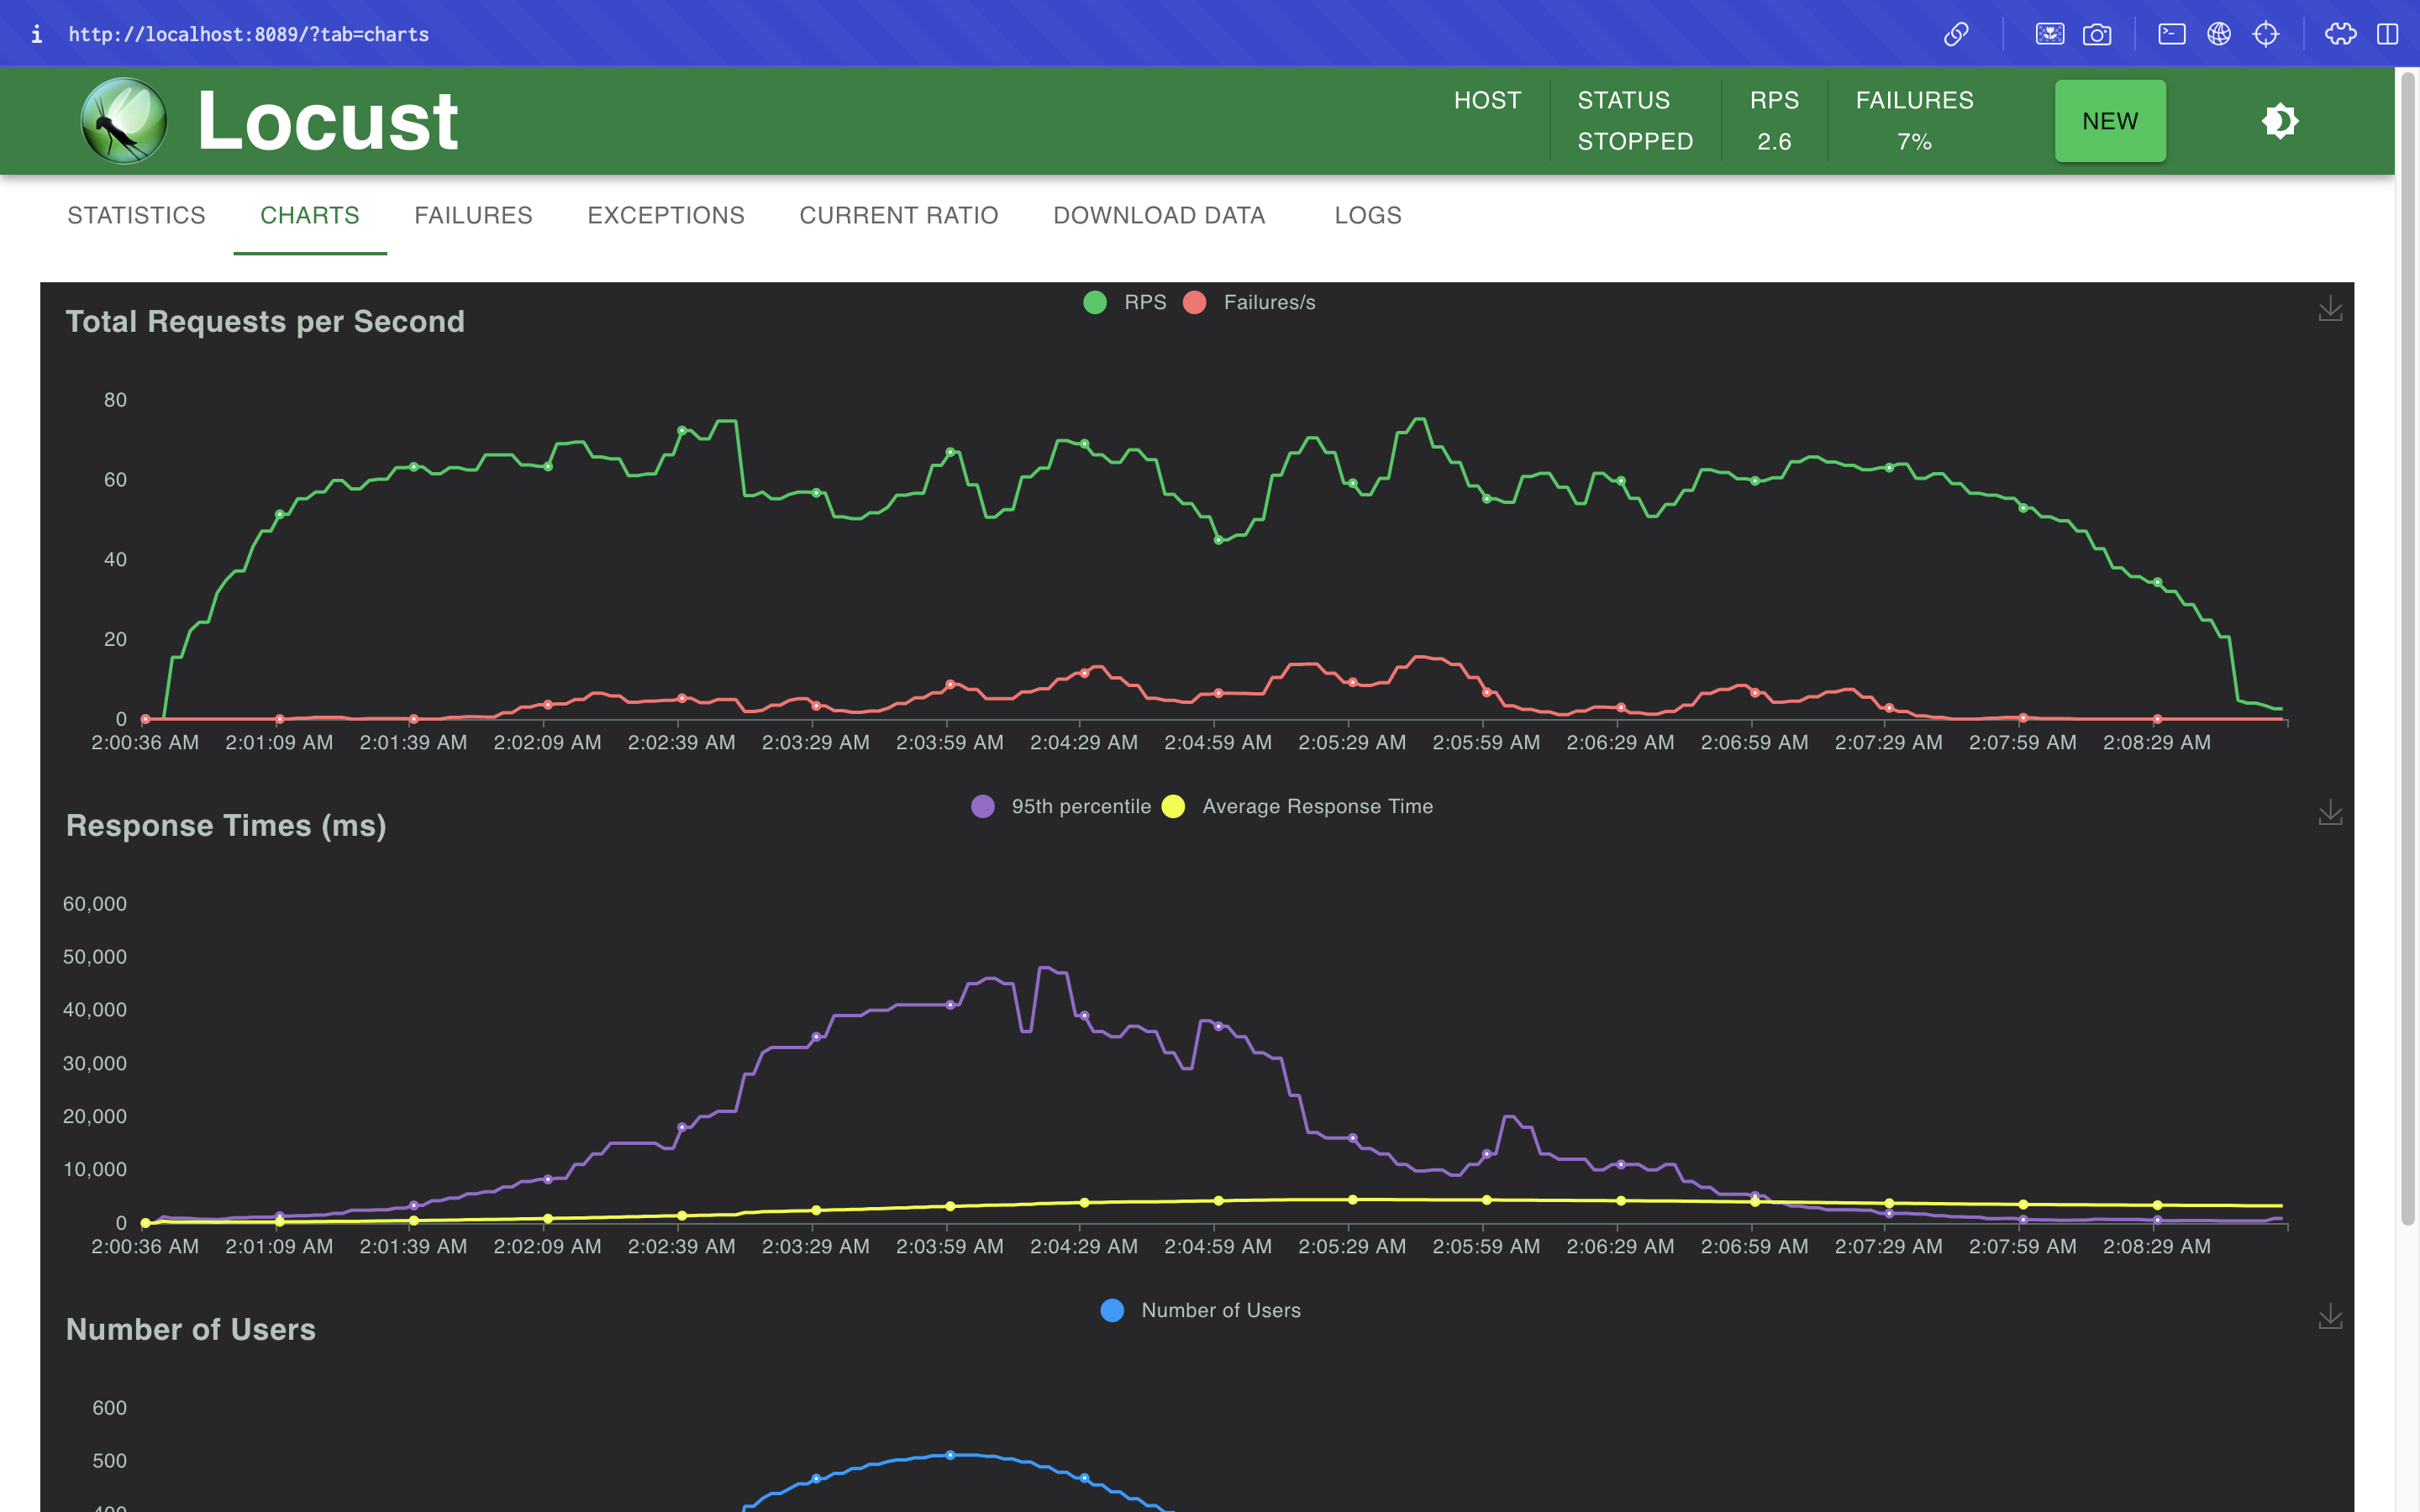 http://localhost:8089/?tab=charts
Locust
HOST STATUS RPS FAILURES
STOPPED 2.6 7%
NEW
STATISTICS CHARTS FAILURES EXCEPTIONS CURRENT RATIO DOWNLOAD DATA LOGS
Total Requests per Second
RPS Failures/s
80
60
40
20
0
2:00:36 AM 2:01:09 AM 2:01:39 AM 2:02:09 AM 2:02:39 AM 2:03:29 AM 2:03:59 AM 2:04:29 AM 2:04:59 AM 2:05:29 AM 2:05:59 AM 2:06:29 AM 2:06:59 AM 2:07:29 AM 2:07:59 AM 2:08:29 AM
Response Times (ms)
95th percentile Average Response Time
60,000
50,000
40,000
30,000
20,000
10,000
0
2:00:36 AM 2:01:09 AM 2:01:39 AM 2:02:09 AM 2:02:39 AM 2:03:29 AM 2:03:59 AM 2:04:29 AM 2:04:59 AM 2:05:29 AM 2:05:59 AM 2:06:29 AM 2:06:59 AM 2:07:29 AM 2:07:59 AM 2:08:29 AM
Number of Users
Number of Users
600
500
400